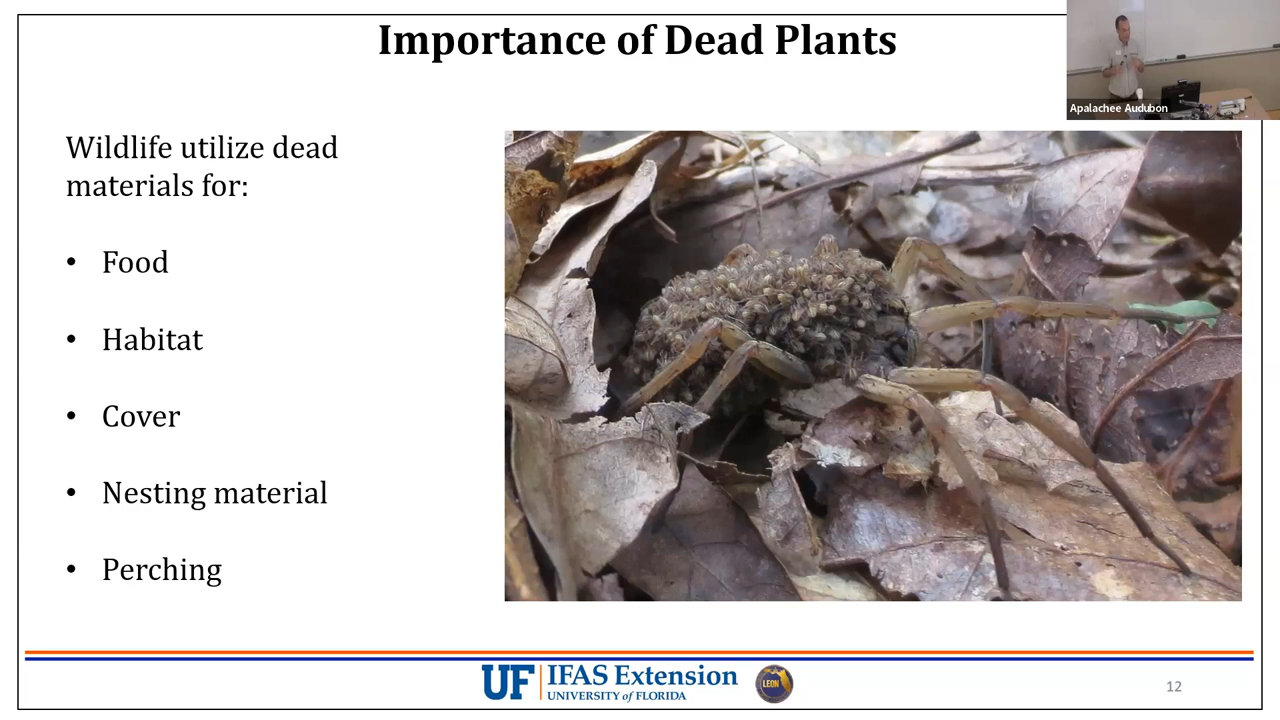 Importance of Dead Plants
Apalachee Audubon
Wildlife utilize dead
materials for:
• Food
• Habitat
• Cover
• Nesting material
• Perching
UF IFAS Extension
UNIVERSITY of FLORIDA
LEON
12